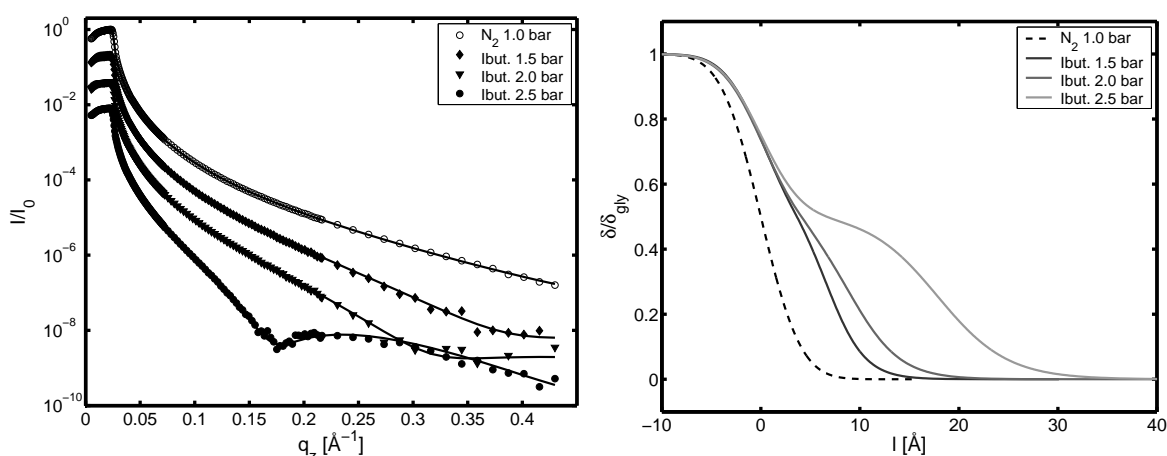 I/I0
10^0
10^−2
10^−4
10^−6
10^−8
10^−10
0
0.05
0.1
0.15
0.2
0.25
0.3
0.35
0.4
q_z [Å^−1]
N2 1.0 bar
Ibut. 1.5 bar
Ibut. 2.0 bar
Ibut. 2.5 bar
δ/δgly
1
0.8
0.6
0.4
0.2
0
−10
0
10
20
30
40
l [Å]
N2 1.0 bar
Ibut. 1.5 bar
Ibut. 2.0 bar
Ibut. 2.5 bar